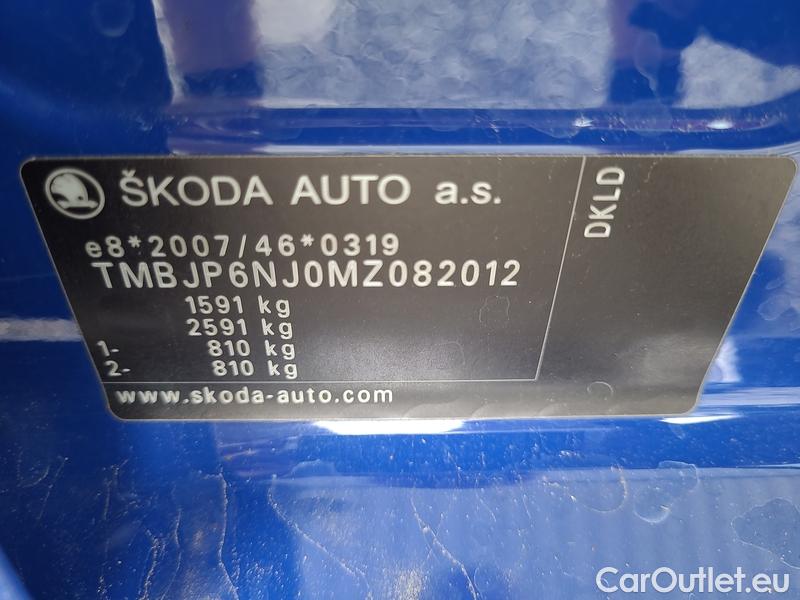 ŠKODA AUTO a.s.
DKLD
e8*2007/46*0319
TMBJP6NJ0MZ082012
1591 kg
2591 kg
1- 810 kg
2- 810 kg
www.skoda-auto.com
CarOutlet.eu